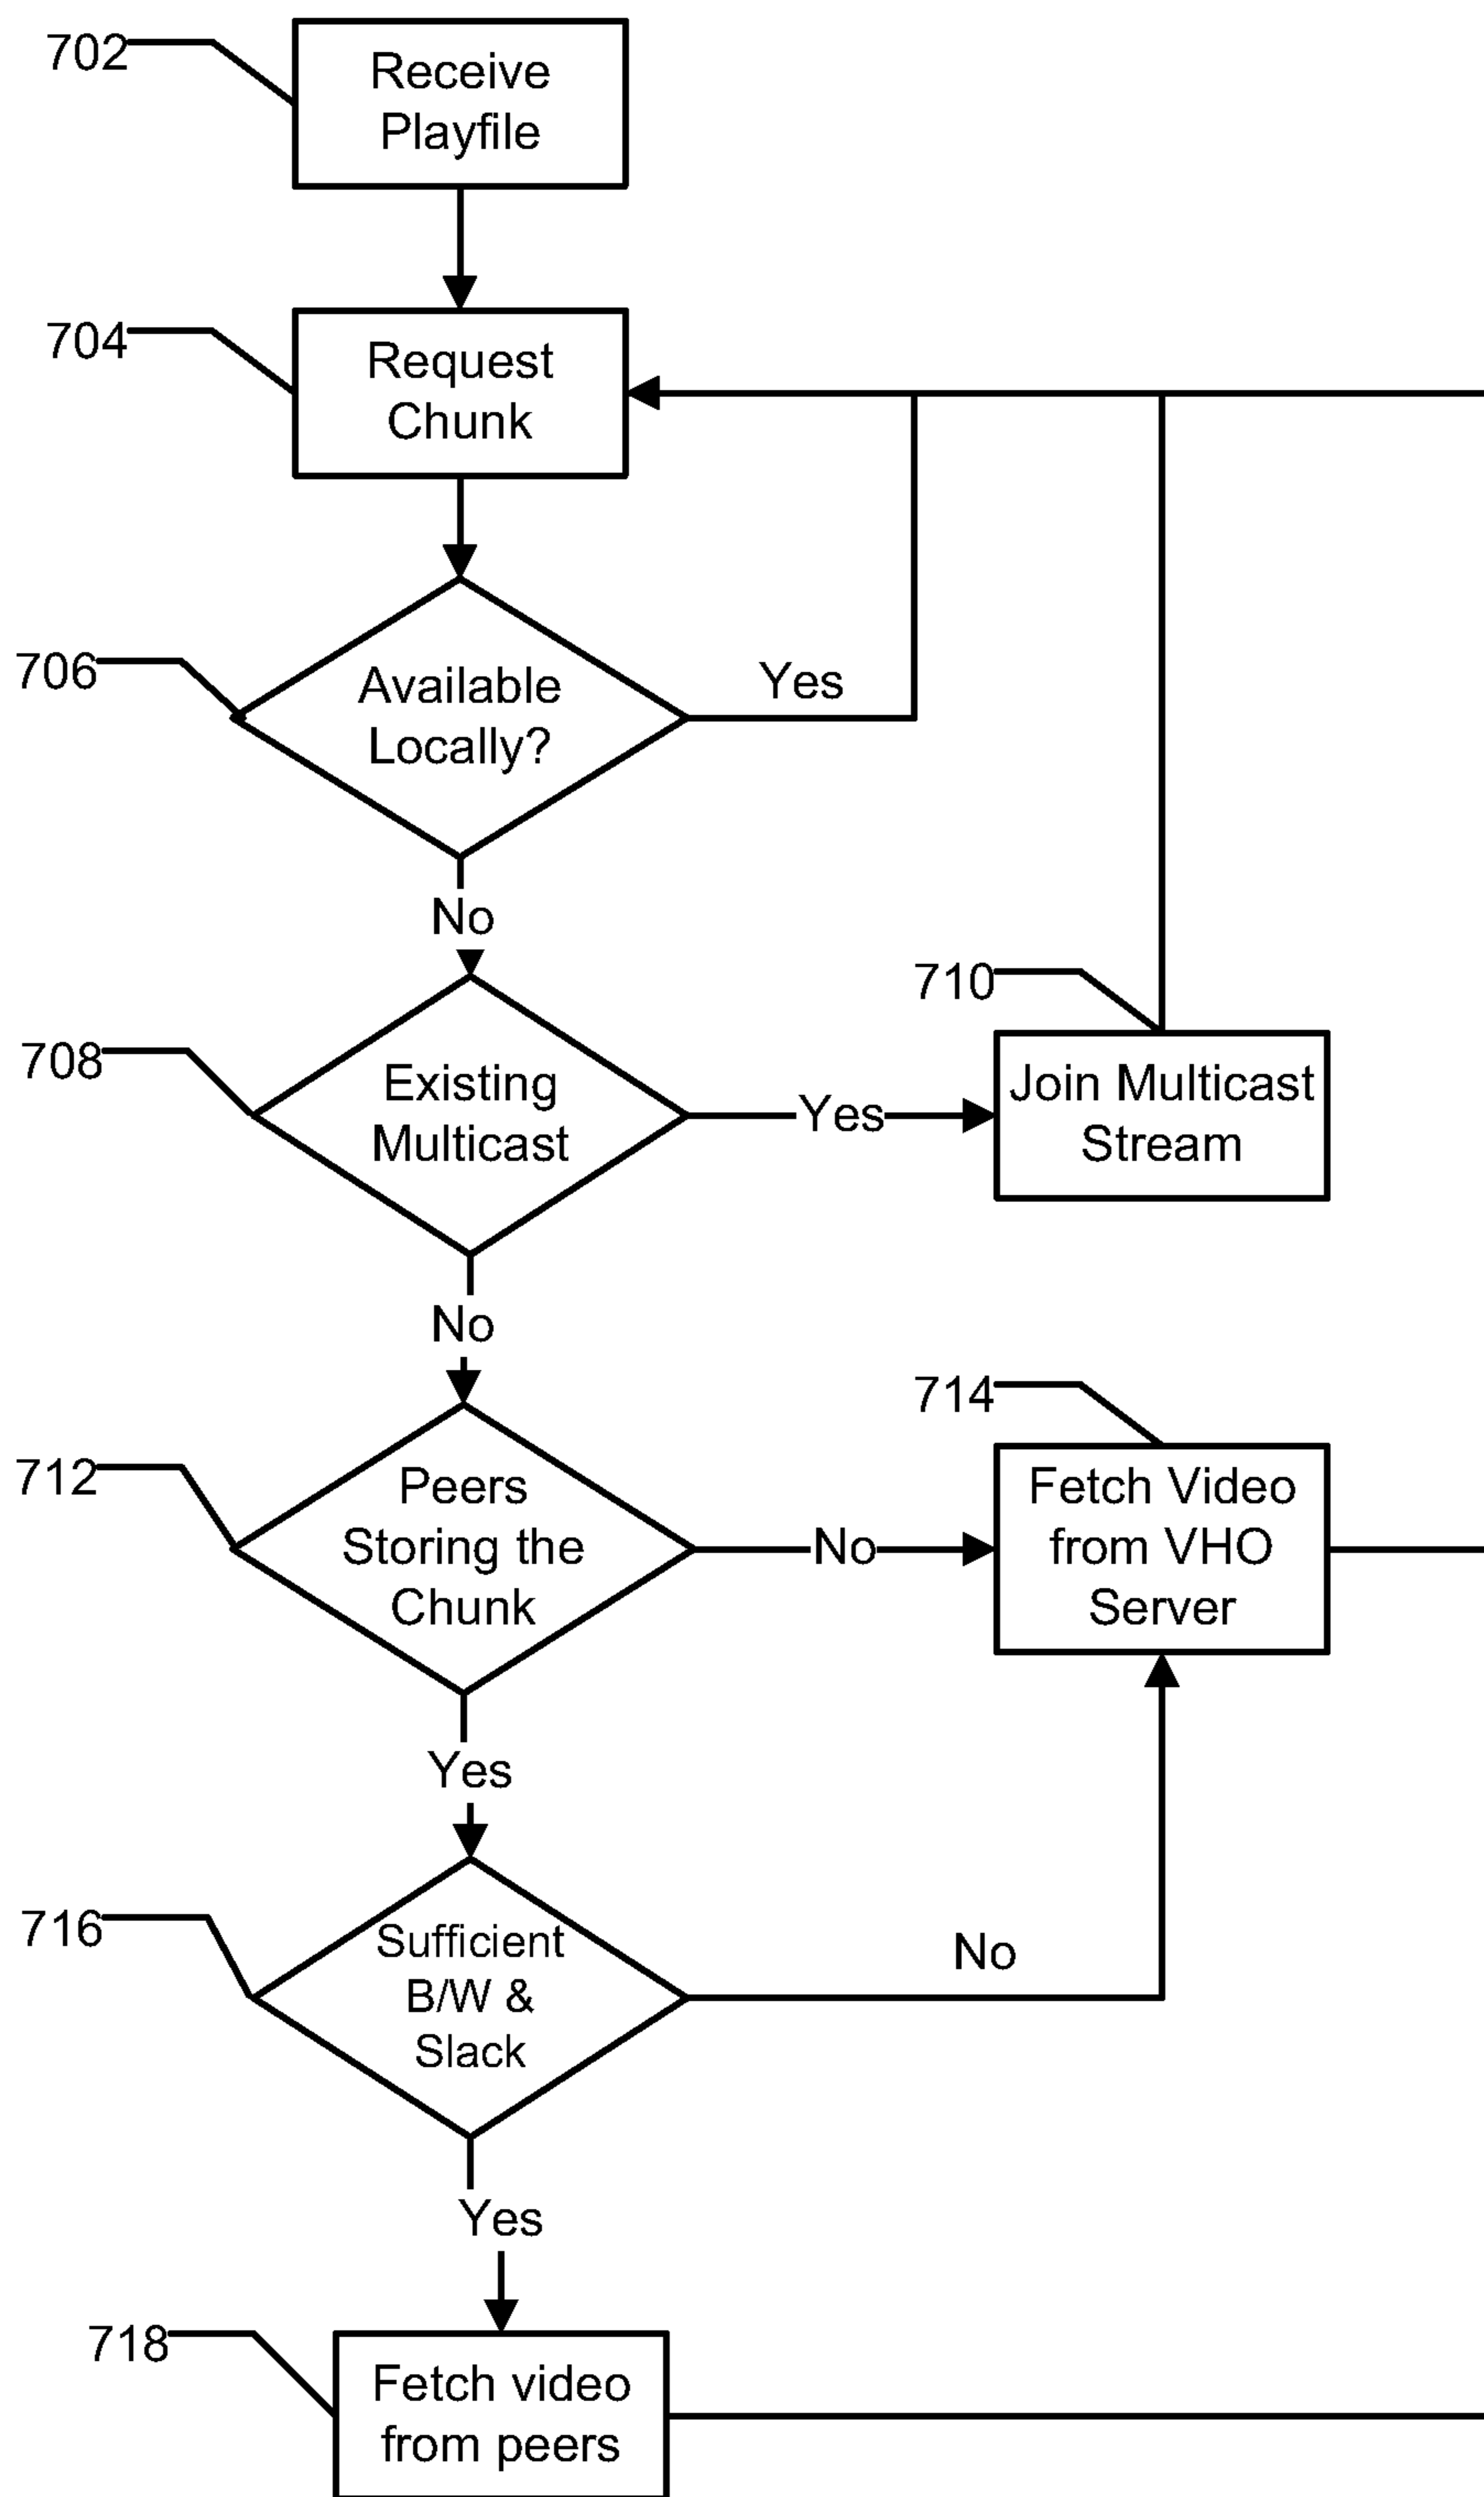 702
Receive
Playfile
704
Request
Chunk
706
Available
Locally?
Yes
No
708
Existing
Multicast
Yes
710
Join Multicast
Stream
No
712
Peers
Storing the
Chunk
No
714
Fetch Video
from VHO
Server
Yes
716
Sufficient
B/W &
Slack
No
Yes
718
Fetch video
from peers